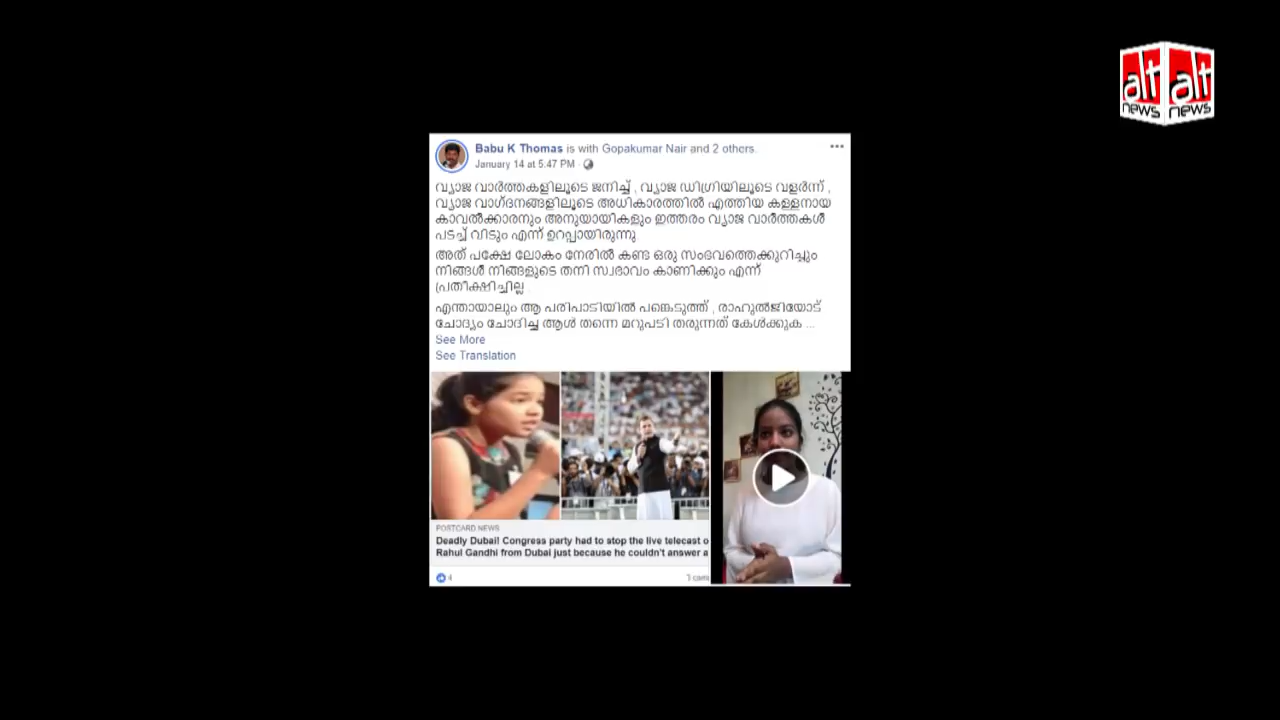 alt alt
news news
Babu K Thomas is with Gopakumar Nair and 2 others.
January 14 at 5.47 PM ·
വ്യാജ വാർത്തകളിലൂടെ ജനിച്ച് , വ്യാജ ഡിഗ്രിയിലൂടെ വളർന്ന് ,
വ്യാജ വാഗ്ദനങ്ങളിലൂടെ അധികാരത്തിൽ എത്തിയ കള്ളനായ
കാവൽക്കാരനും അനുയായികളും ഇത്തരം വ്യാജ വാർത്തകൾ
പടച്ച് വിടും എന്ന് ഉറപ്പായിരുന്നു
അത് പക്ഷേ ലോകം നേരിൽ കണ്ട ഒരു സംഭവത്തെക്കുറിച്ചും
നിങ്ങൾ നിങ്ങളുടെ തനി സ്വഭാവം കാണിക്കും എന്ന്
പ്രതീക്ഷിച്ചില്ല
എന്തായാലും ആ പരിപാടിയിൽ പങ്കെടുത്ത് , രാഹുൽജിയോട്
ചോദ്യം ചോദിച്ച ആൾ തന്നെ മറുപടി തരുന്നത് കേൾക്കുക ...
See More
See Translation
POSTCARD NEWS
Deadly Dubai! Congress party had to stop the live telecast o
Rahul Gandhi from Dubai just because he couldn't answer a
4
1 com